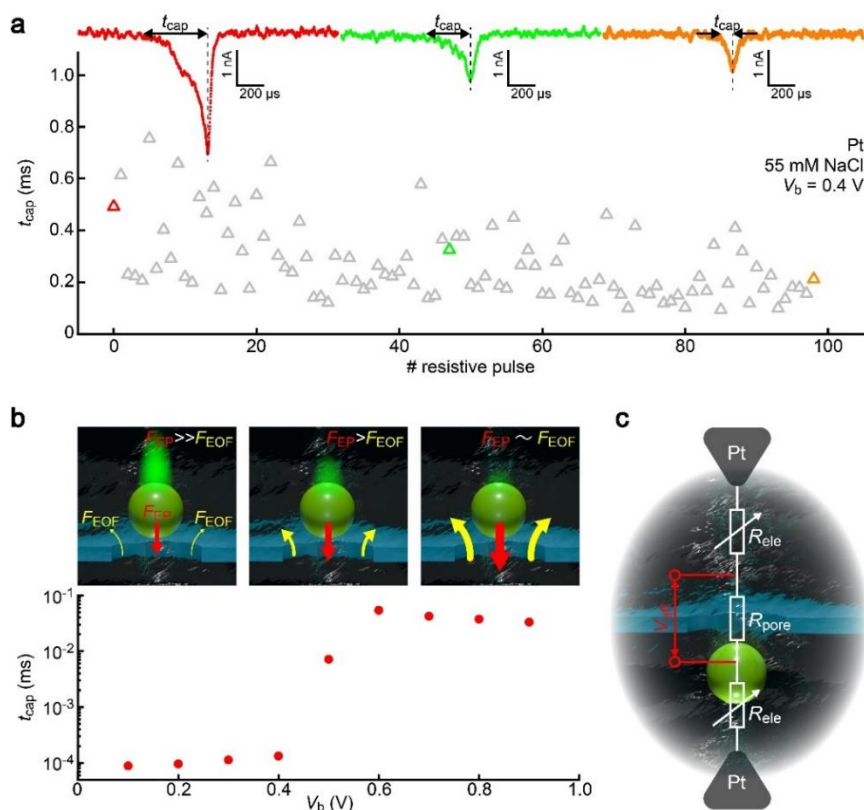 a
t_cap
t_cap
t_cap
1 nA
200 μs
1 nA
200 μs
1 nA
200 μs
Pt
55 mM NaCl
V_b = 0.4 V
t_cap (ms)
1.0
0.8
0.6
0.4
0.2
0
0
20
40
60
80
100
# resistive pulse
b
F_EP>>F_EOF
F_EP>F_EOF
F_EP ~ F_EOF
F_EOF
F_EP
F_EOF
t_cap (ms)
10^-1
10^-2
10^-3
10^-4
0
0.2
0.4
0.6
0.8
1.0
V_b (V)
c
Pt
R_ele
R_pore
R_ele
Pt